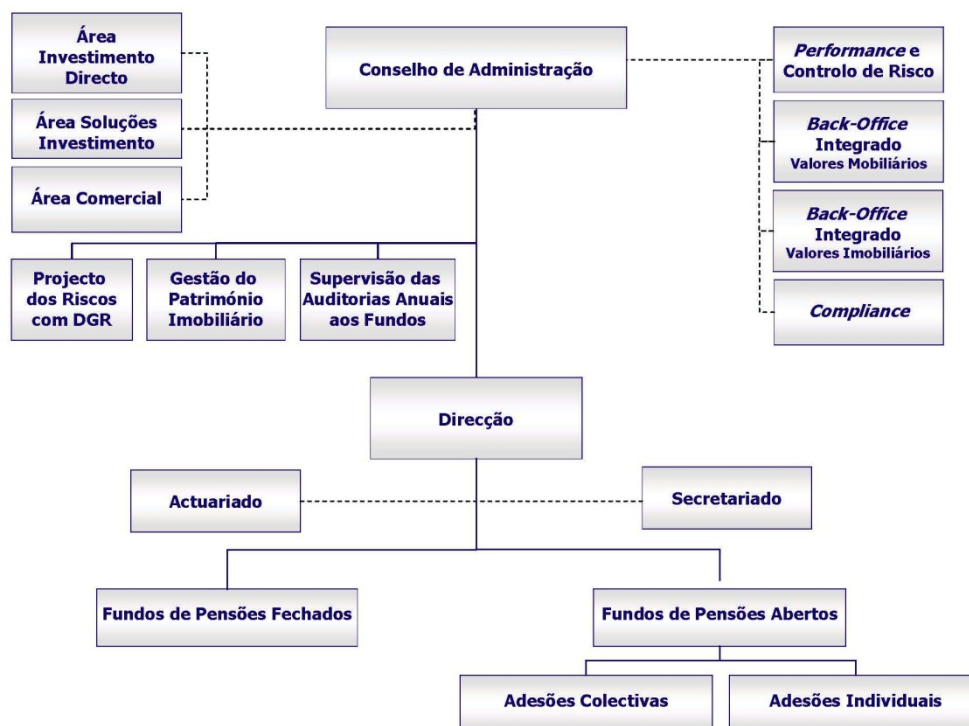 Área
Investimento
Directo
Área Soluções
Investimento
Área Comercial
Conselho de Administração
Performance e
Controlo de Risco
Back-Office
Integrado
Valores Mobiliários
Back-Office
Integrado
Valores Imobiliários
Compliance
Projecto
dos Riscos
com DGR
Gestão do
Património
Imobiliário
Supervisão das
Auditorias Anuais
aos Fundos
Direcção
Actuariado
Secretariado
Fundos de Pensões Fechados
Fundos de Pensões Abertos
Adesões Colectivas
Adesões Individuais